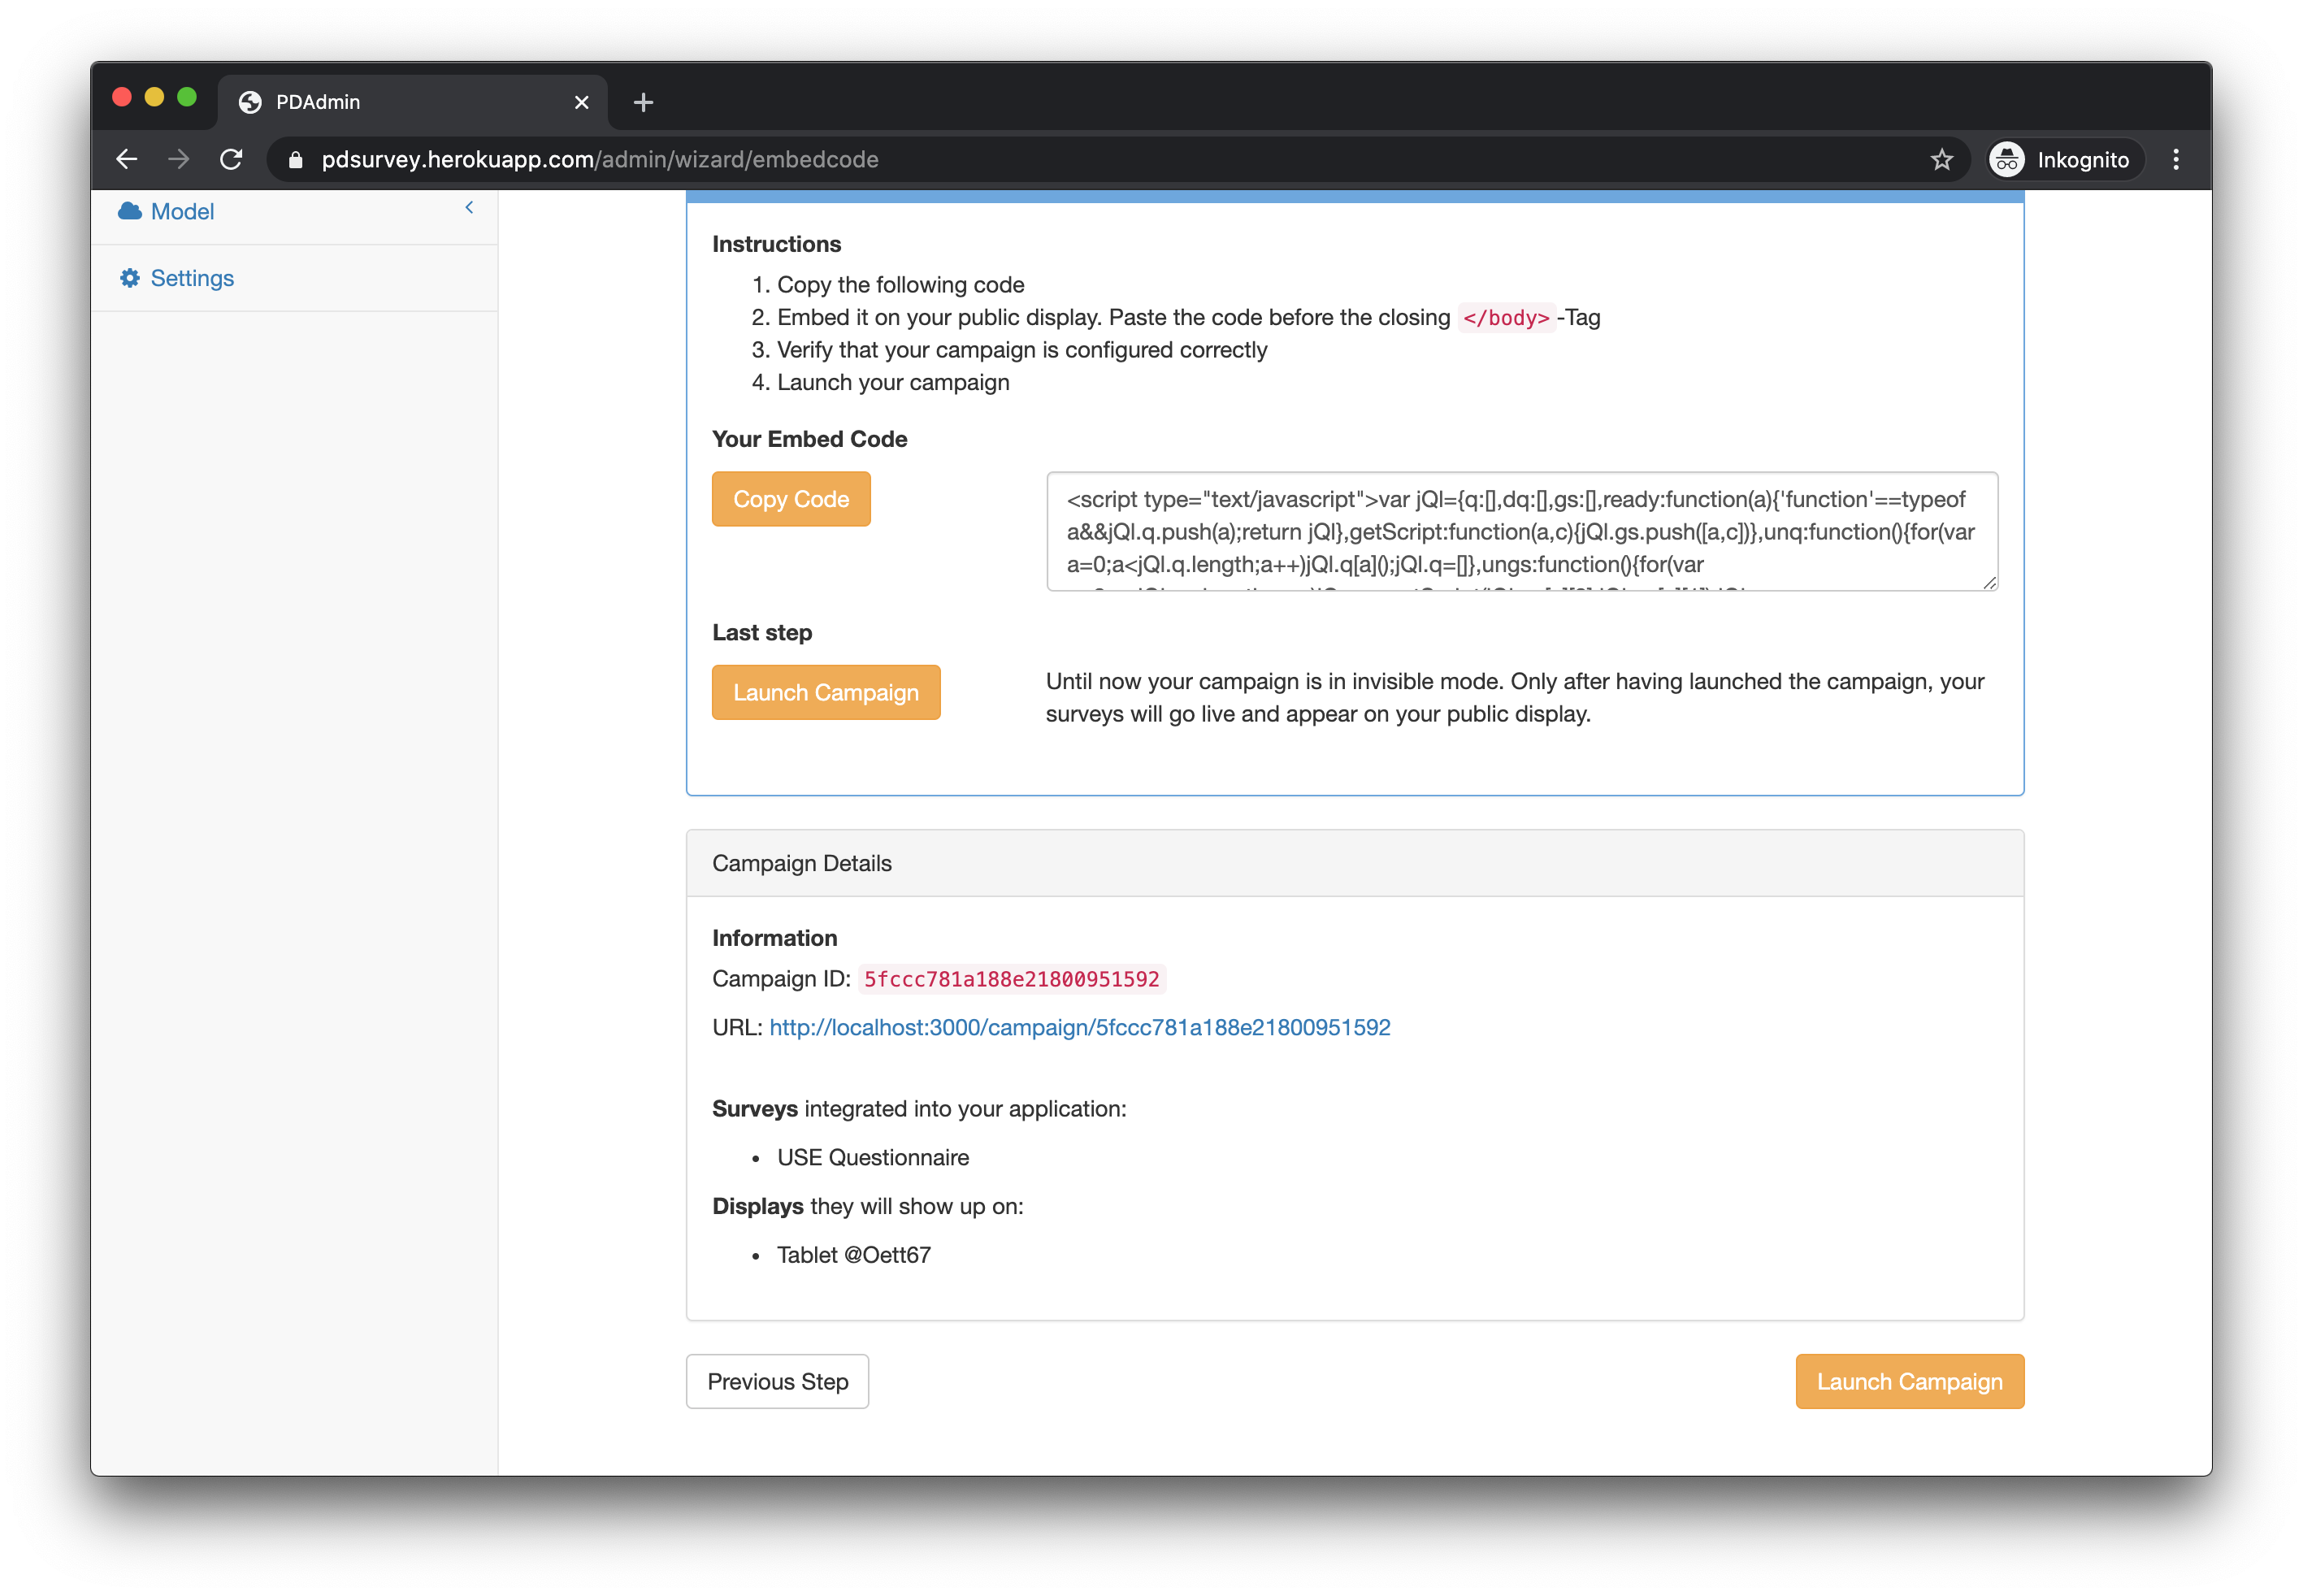 PDAdmin
pdsurvey.herokuapp.com/admin/wizard/embedcode
Inkognito
Model
Settings
Instructions
1. Copy the following code
2. Embed it on your public display. Paste the code before the closing </body>-Tag
3. Verify that your campaign is configured correctly
4. Launch your campaign
Your Embed Code
Copy Code
<script type="text/javascript">var jQl={q:[],dq:[],gs:[],ready:function(a){'function'==typeof
a&&jQl.q.push(a);return jQl},getScript:function(a,c){jQl.gs.push([a,c])},unq:function(){for(var
a=0;a<jQl.q.length;a++)jQl.q[a]();jQl.q=[]},ungs:function(){for(var
Last step
Launch Campaign
Until now your campaign is in invisible mode. Only after having launched the campaign, your
surveys will go live and appear on your public display.
Campaign Details
Information
Campaign ID: 5fccc781a188e21800951592
URL: http://localhost:3000/campaign/5fccc781a188e21800951592
Surveys integrated into your application:
• USE Questionnaire
Displays they will show up on:
• Tablet @Oett67
Previous Step
Launch Campaign